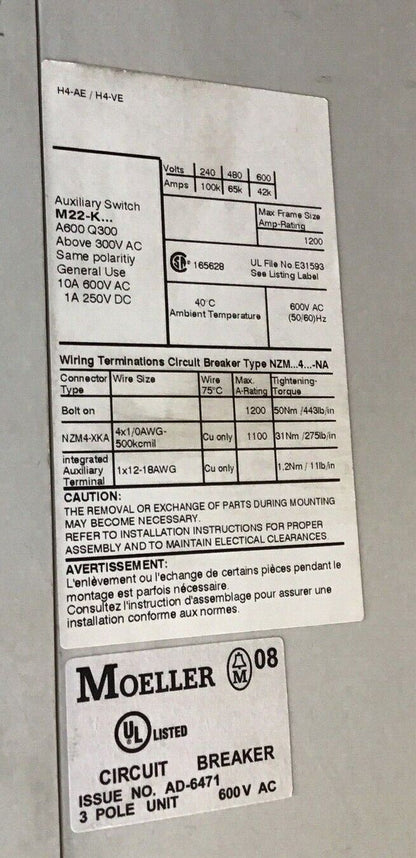 H4-AE / H4-VE
Volts 240 480 600
Amps 100k 65k 42k
Auxiliary Switch
M22-K...
A600 Q300
Above 300V AC
Same polaritiy
General Use
10A 600V AC
1A 250V DC
Max Frame Size
Amp-Rating
1200
SA 165628
UL File No.E31593
See Listing Label
40°C
Ambient Temperature
600V AC
(50/60)Hz
Wiring Terminations Circuit Breaker Type NZM...4...-NA
Connector Type Wire Size Wire 75°C Max. A-Rating Tightening-Torque
Bolt on 1200 50Nm /443lb/in
NZM4-XKA 4x1/0AWG-500kcmil Cu only 1100 31Nm /275lb/in
integrated Auxiliary Terminal 1x12-18AWG Cu only 1.2Nm / 11lb/in
CAUTION:
THE REMOVAL OR EXCHANGE OF PARTS DURING MOUNTING
MAY BECOME NECESSARY.
REFER TO INSTALLATION INSTRUCTIONS FOR PROPER
ASSEMBLY AND TO MAINTAIN ELECTICAL CLEARANCES.
AVERTISSEMENT:
L'enlèvement ou l'echange de certains pièces pendant le
montage est parfois nécessaire.
Consultez l'instruction d'assemblage pour assurer une
installation conforme aux normes.
MOELLER M 08
UL LISTED
CIRCUIT BREAKER
ISSUE NO. AD-6471
3 POLE UNIT 600 V AC